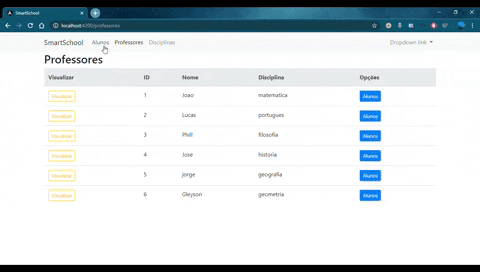 SmartSchool
localhost:4200/professores
SmartSchool Alunos Professores Disciplinas Dropdown link
Professores
Visualizar ID Nome Disciplina Opções
Visualizar 1 Joao matematica Alunos
Visualizar 2 Lucas portugues Alunos
Visualizar 3 Phill filosofia Alunos
Visualizar 4 Jose historia Alunos
Visualizar 5 jorge geografia Alunos
Visualizar 6 Gleyson geometria Alunos